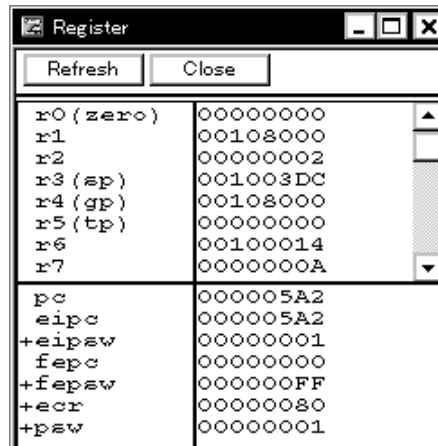 Register
Refresh Close
r0(zero) 00000000
r1 00108000
r2 00000002
r3(sp) 001003DC
r4(gp) 00108000
r5(tp) 00000000
r6 00100014
r7 0000000A
pc 000005A2
eipc 000005A2
+eipsw 00000001
fepc 00000000
+fepsw 000000FF
+ecr 00000080
+psw 00000001